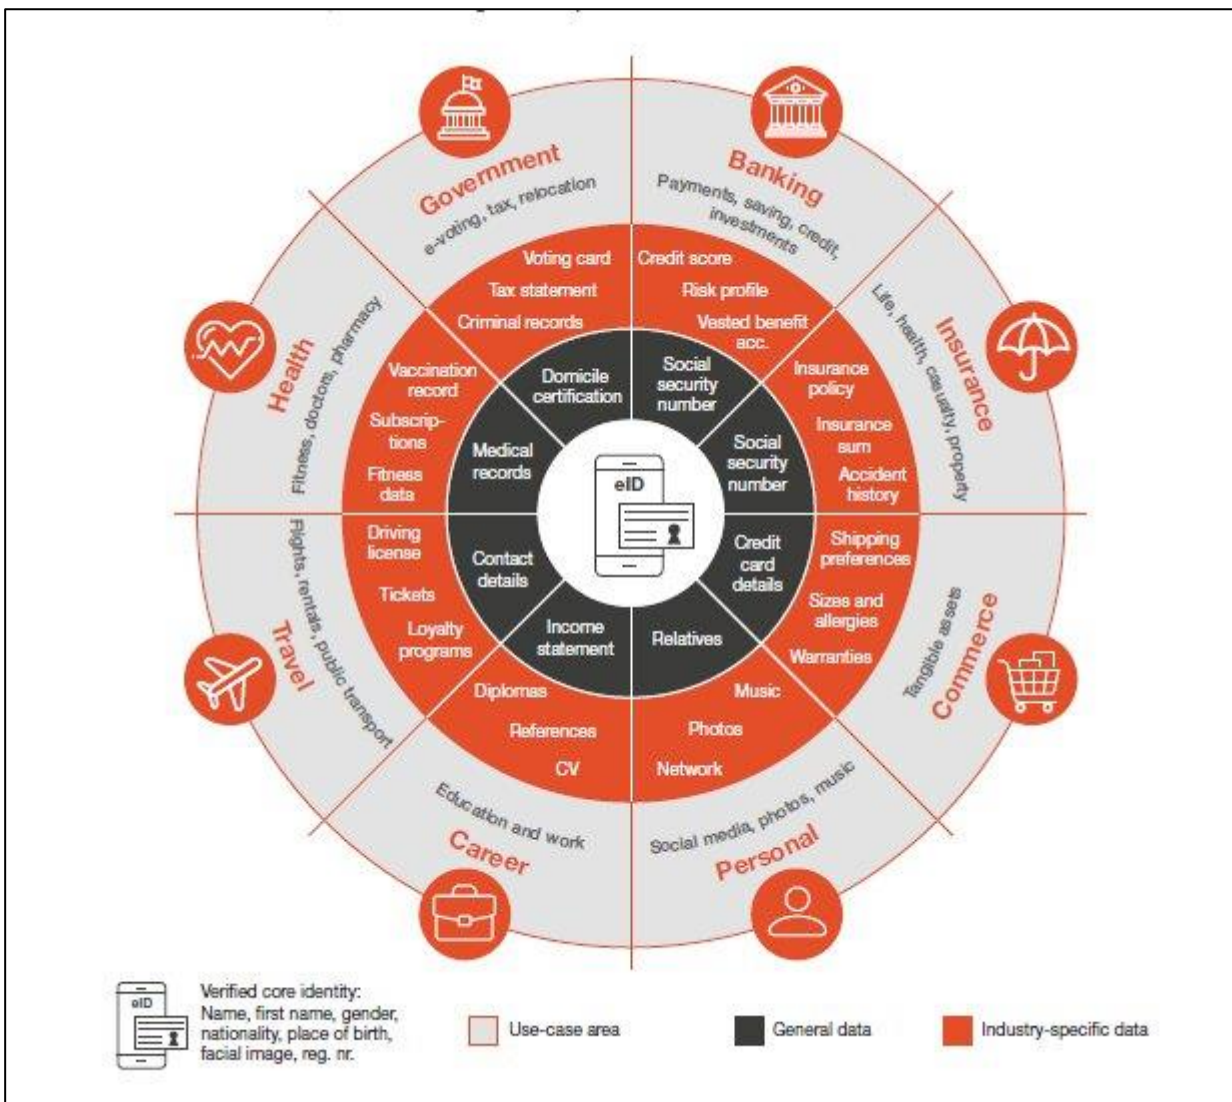 Government
e-voting, tax, relocation
Voting card
Tax statement
Criminal records
Domicile
certification
Banking
Payments, saving, credit,
investments
Credit score
Risk profile
Vested benefit
acc.
Social
security
number
Insurance
Life, health, casualty, property
Insurance
policy
Insurance
sum
Accident
history
Social
security
number
Commerce
Tangible assets
Shipping
preferences
Sizes and
allergies
Warranties
Credit
card
details
Personal
Social media, photos, music
Music
Photos
Network
Relatives
Career
Education and work
Diplomas
References
CV
Income
statement
Travel
Flights, rentals, public transport
Driving
license
Tickets
Loyalty
programs
Contact
details
Health
Fitness, doctors, pharmacy
Vaccination
record
Subscrip-
tions
Fitness
data
Medical
records
eID
eID
Verified core identity:
Name, first name, gender,
nationality, place of birth,
facial image, reg. nr.
Use-case area
General data
Industry-specific data